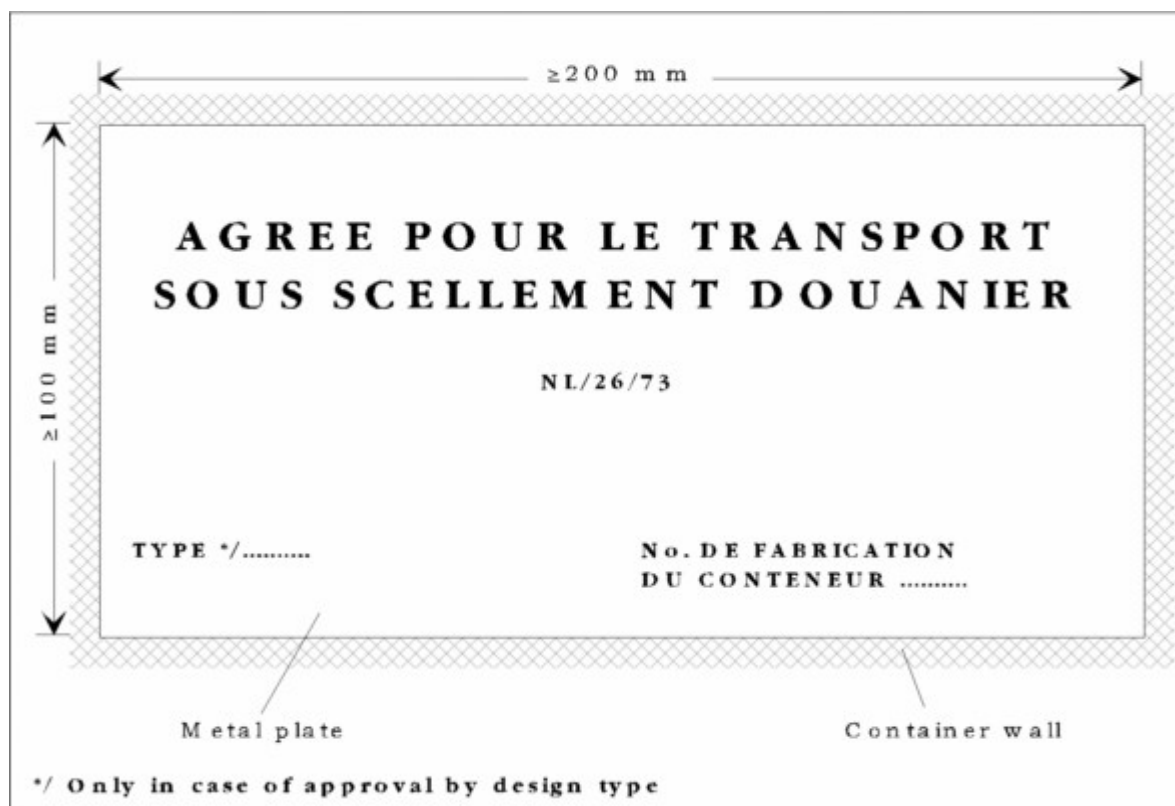 ≥200 mm
≥100 mm
AGREE POUR LE TRANSPORT
SOUS SCELLEMENT DOUANIER
NL/26/73
TYPE */..........
No. DE FABRICATION
DU CONTENEUR ..........
Metal plate
Container wall
*/ Only in case of approval by design type